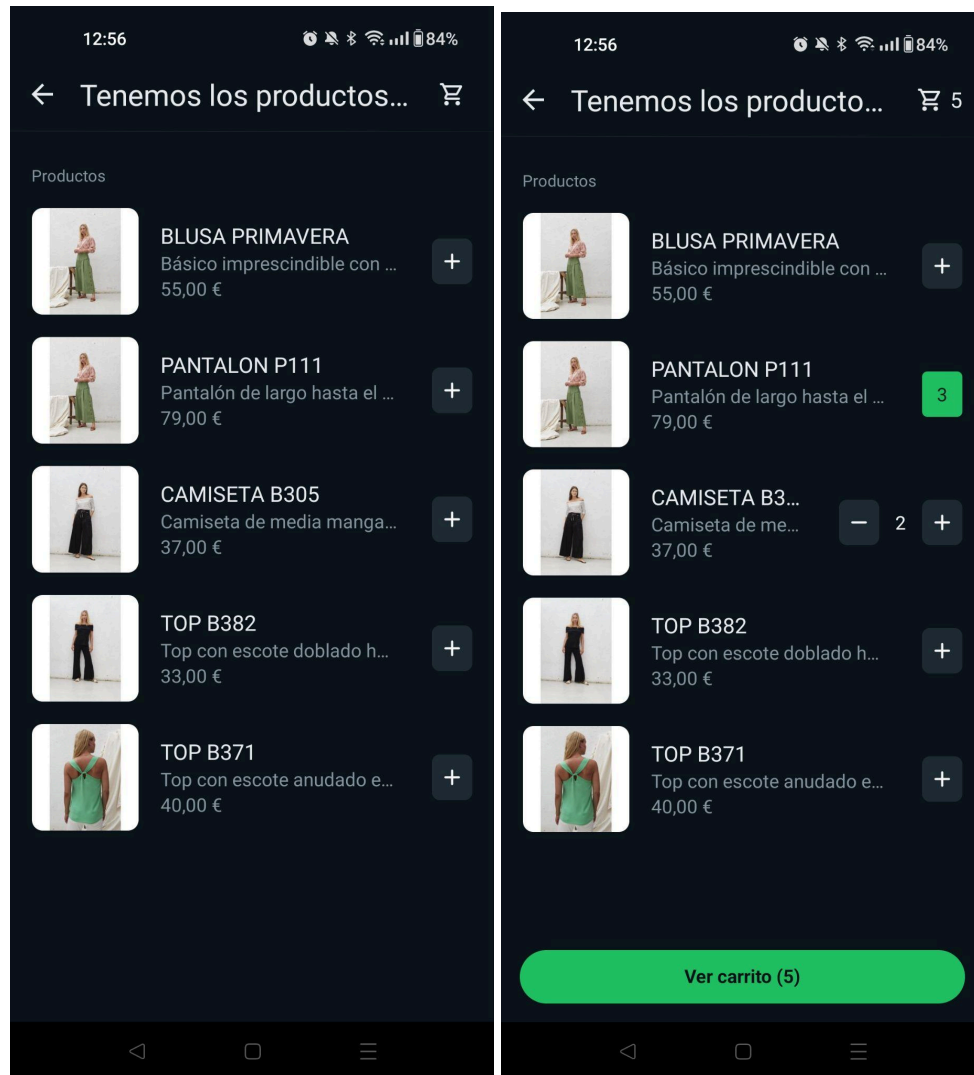 12:56 84%
Tenemos los productos...
Productos
BLUSA PRIMAVERA
Básico imprescindible con ...
55,00 €
PANTALON P111
Pantalón de largo hasta el ...
79,00 €
CAMISETA B305
Camiseta de media manga...
37,00 €
TOP B382
Top con escote doblado h...
33,00 €
TOP B371
Top con escote anudado e...
40,00 €
12:56 84%
Tenemos los producto... 5
Productos
BLUSA PRIMAVERA
Básico imprescindible con ...
55,00 €
PANTALON P111
Pantalón de largo hasta el ...
79,00 €
3
CAMISETA B3...
Camiseta de me...
37,00 €
2
TOP B382
Top con escote doblado h...
33,00 €
TOP B371
Top con escote anudado e...
40,00 €
Ver carrito (5)